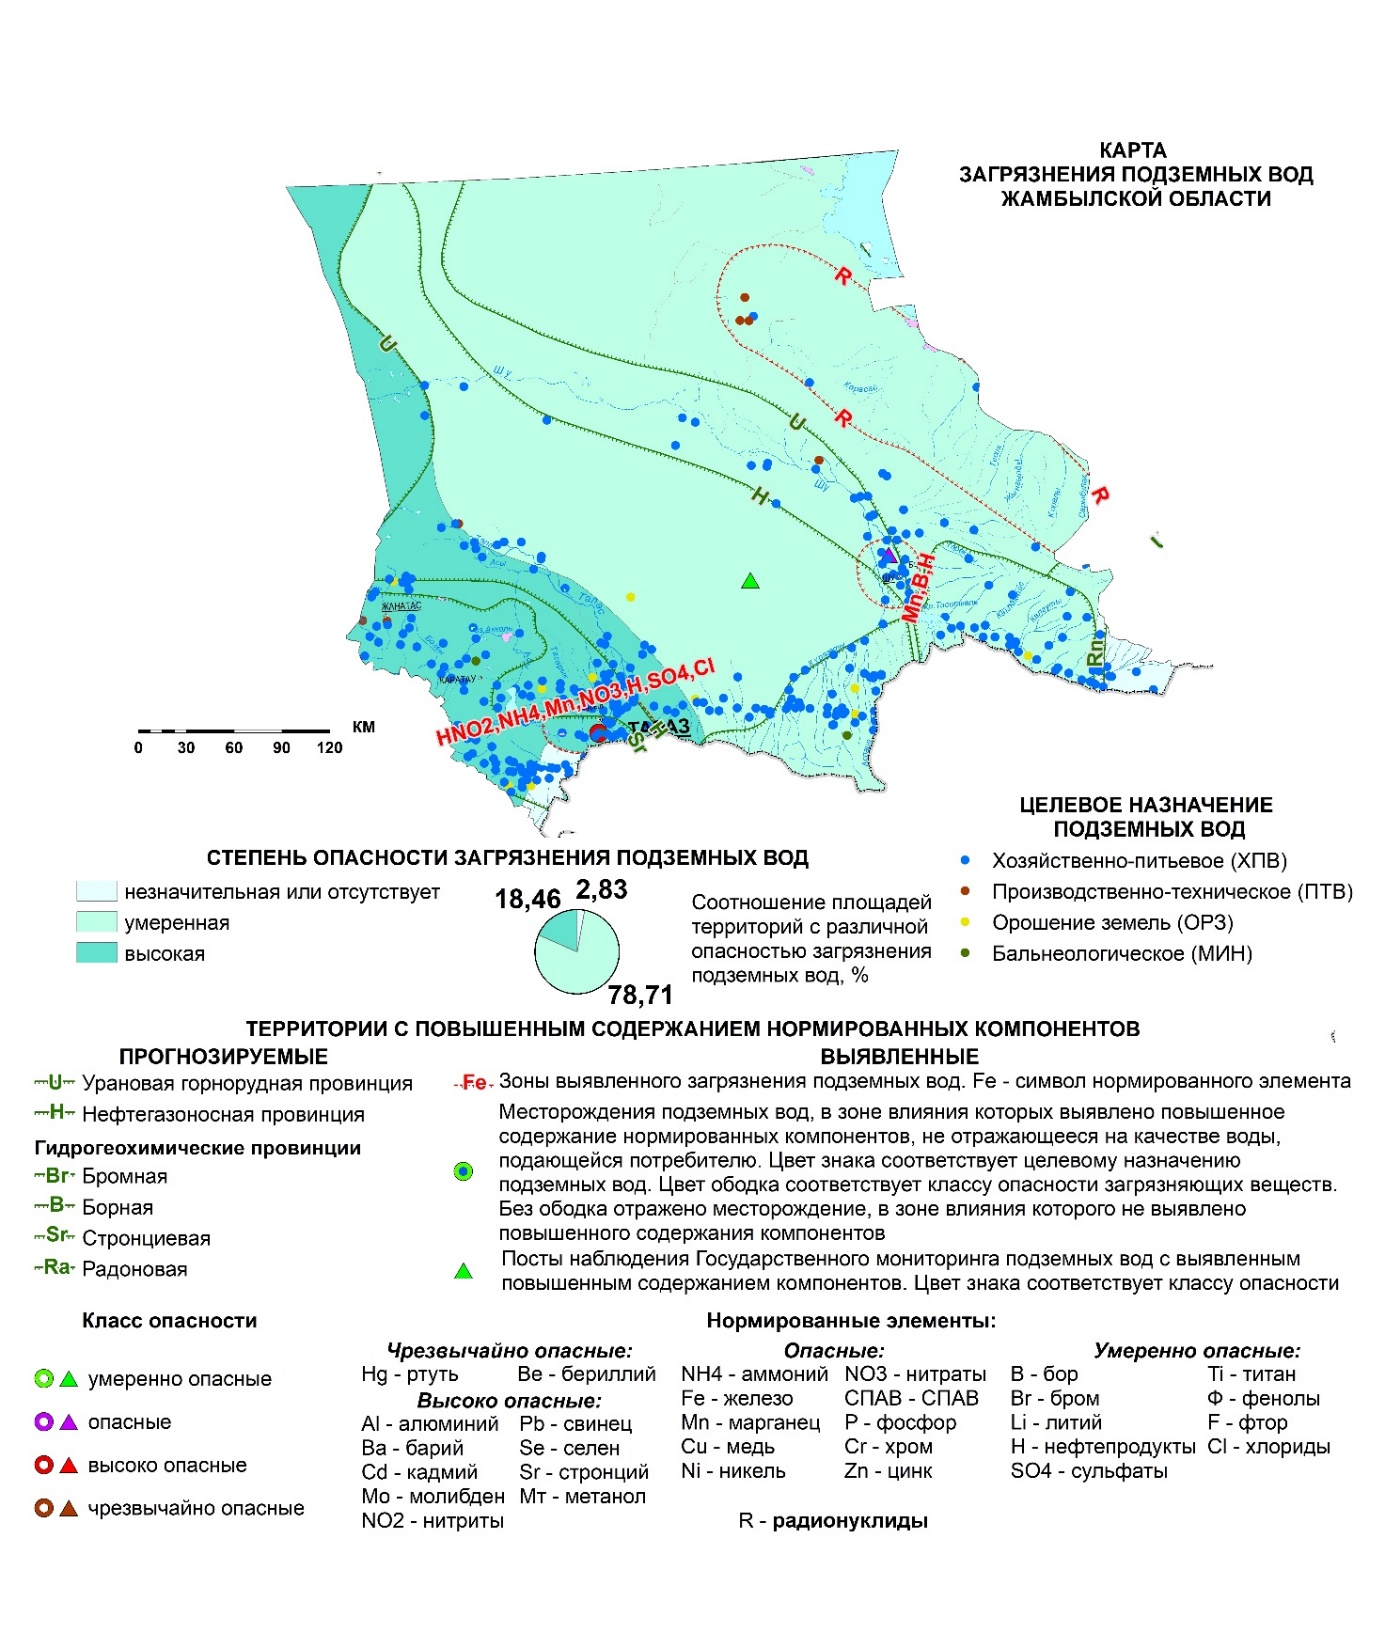 КАРТА
ЗАГРЯЗНЕНИЯ ПОДЗЕМНЫХ ВОД
ЖАМБЫЛСКОЙ ОБЛАСТИ
R
U
Шу
Карасай
R
U
Шу
H
R
Mn,B,H
Талас
ЖАНАТАС
КАРАТАУ
Rn
HNO2,NH4,Mn,NO3,H,SO4,Cl
ТАРАЗ
H
Sr
КМ
0 30 60 90 120
СТЕПЕНЬ ОПАСНОСТИ ЗАГРЯЗНЕНИЯ ПОДЗЕМНЫХ ВОД
незначительная или отсутствует
умеренная
высокая
18,46 2,83
78,71
Соотношение площадей
территорий с различной
опасностью загрязнения
подземных вод, %
ЦЕЛЕВОЕ НАЗНАЧЕНИЕ
ПОДЗЕМНЫХ ВОД
Хозяйственно-питьевое (ХПВ)
Производственно-техническое (ПТВ)
Орошение земель (ОРЗ)
Бальнеологическое (МИН)
ТЕРРИТОРИИ С ПОВЫШЕННЫМ СОДЕРЖАНИЕМ НОРМИРОВАННЫХ КОМПОНЕНТОВ
ПРОГНОЗИРУЕМЫЕ
U Урановая горнорудная провинция
H Нефтегазоносная провинция
Гидрогеохимические провинции
Br Бромная
B Борная
Sr Стронциевая
Ra Радоновая
ВЫЯВЛЕННЫЕ
Fe Зоны выявленного загрязнения подземных вод. Fe - символ нормированного элемента
Месторождения подземных вод, в зоне влияния которых выявлено повышенное
содержание нормированных компонентов, не отражающееся на качестве воды,
подающейся потребителю. Цвет знака соответствует целевому назначению
подземных вод. Цвет ободка соответствует классу опасности загрязняющих веществ.
Без ободка отражено месторождение, в зоне влияния которого не выявлено
повышенного содержания компонентов
Посты наблюдения Государственного мониторинга подземных вод с выявленным
повышенным содержанием компонентов. Цвет знака соответствует классу опасности
Класс опасности
умеренно опасные
опасные
высоко опасные
чрезвычайно опасные
Нормированные элементы:
Чрезвычайно опасные:
Hg - ртуть Be - бериллий
Высоко опасные:
Al - алюминий Pb - свинец
Ba - барий Se - селен
Cd - кадмий Sr - стронций
Mo - молибден Мт - метанол
NO2 - нитриты
Опасные:
NH4 - аммоний NO3 - нитраты
Fe - железо СПАВ - СПАВ
Mn - марганец P - фосфор
Cu - медь Cr - хром
Ni - никель Zn - цинк
Умеренно опасные:
B - бор Ti - титан
Br - бром Ф - фенолы
Li - литий F - фтор
H - нефтепродукты Cl - хлориды
SO4 - сульфаты
R - радионуклиды